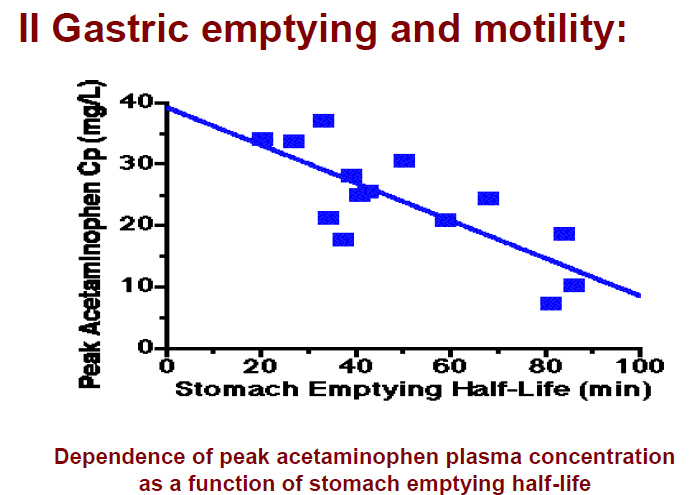 II Gastric emptying and motility:
Peak Acetaminophen Cp (mg/L)
40
30
20
10
0
0 20 40 60 80 100
Stomach Emptying Half-Life (min)
Dependence of peak acetaminophen plasma concentration
as a function of stomach emptying half-life